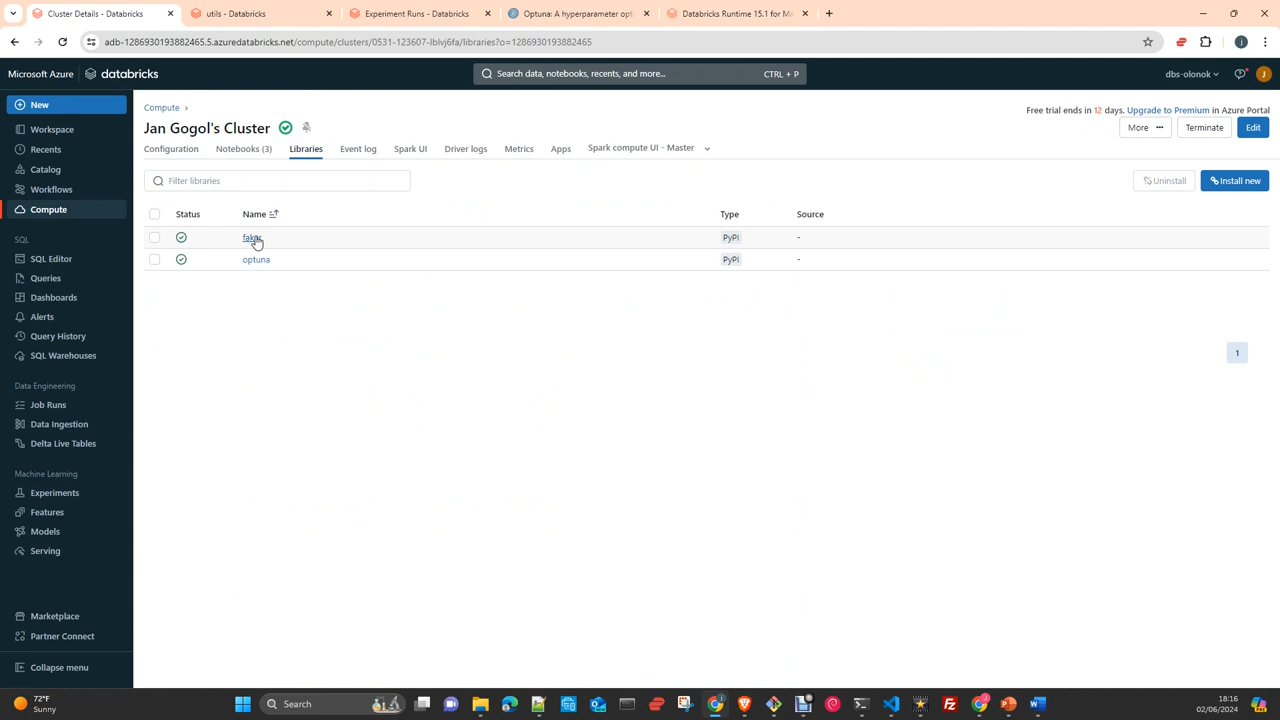 Cluster Details - Databricks
utils - Databricks
Experiment Runs - Databricks
Optuna: A hyperparameter opti
Databricks Runtime 15.1 for Ma
adb-1286930193882465.5.azuredatabricks.net/compute/clusters/0531-123607-lblvj6fa/libraries?o=1286930193882465
Microsoft Azure
databricks
Search data, notebooks, recents, and more...
CTRL + P
dbs-olonok
J
New
Workspace
Recents
Catalog
Workflows
Compute
SQL
SQL Editor
Queries
Dashboards
Alerts
Query History
SQL Warehouses
Data Engineering
Job Runs
Data Ingestion
Delta Live Tables
Machine Learning
Experiments
Features
Models
Serving
Marketplace
Partner Connect
Collapse menu
Compute
Free trial ends in 12 days. Upgrade to Premium in Azure Portal
Jan Gogol's Cluster
More
Terminate
Edit
Configuration
Notebooks (3)
Libraries
Event log
Spark UI
Driver logs
Metrics
Apps
Spark compute UI - Master
Filter libraries
Uninstall
Install new
Status
Name
Type
Source
faker
PyPI
-
optuna
PyPI
-
1
72°F
Sunny
Search
18:16
02/06/2024